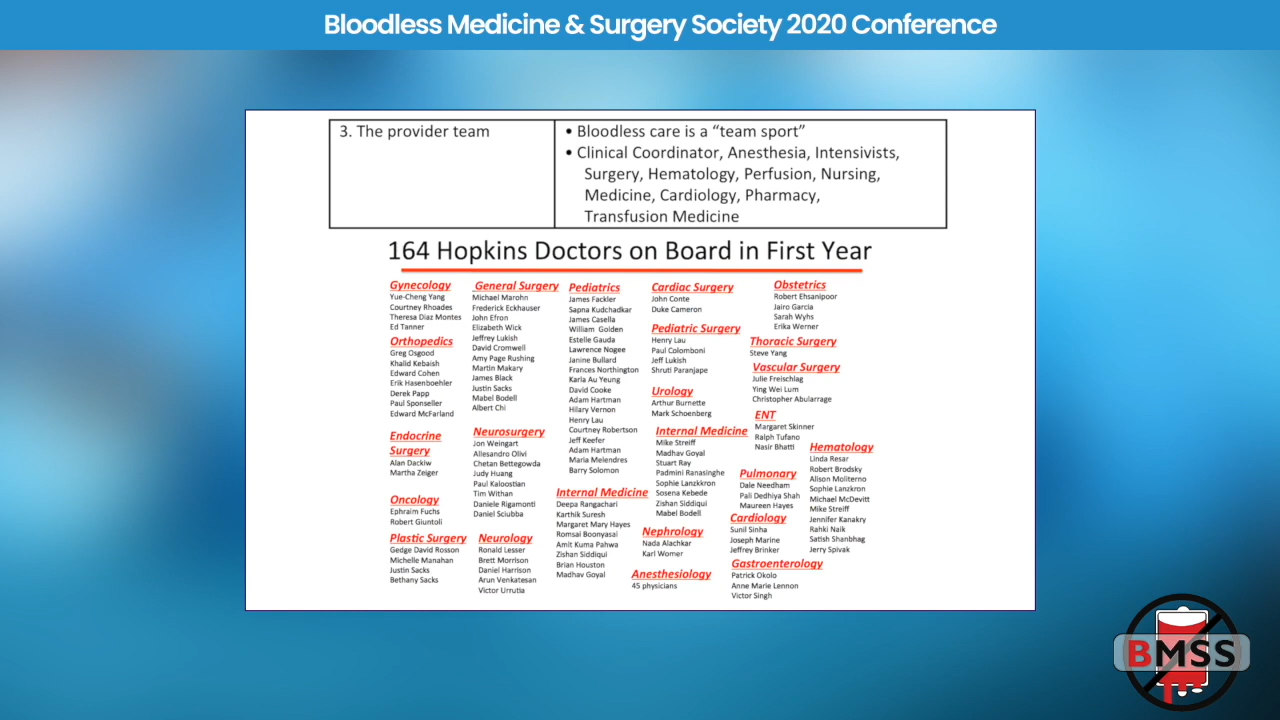 Bloodless Medicine & Surgery Society 2020 Conference
3. The provider team
• Bloodless care is a “team sport”
• Clinical Coordinator, Anesthesia, Intensivists,
Surgery, Hematology, Perfusion, Nursing,
Medicine, Cardiology, Pharmacy,
Transfusion Medicine
164 Hopkins Doctors on Board in First Year
Gynecology
Yue-Cheng Yang
Courtney Rhoades
Theresa Diaz Montes
Ed Tanner
Orthopedics
Greg Osgood
Khalid Kebaish
Edward Cohen
Erik Hasenboehler
Derek Papp
Paul Sponseller
Edward McFarland
Endocrine
Surgery
Alan Dackiw
Martha Zeiger
Oncology
Ephraim Fuchs
Robert Giuntoli
Plastic Surgery
Gedge David Rosson
Michelle Manahan
Justin Sacks
Bethany Sacks
General Surgery
Michael Marohn
Frederick Eckhauser
John Efron
Elizabeth Wick
Jeffrey Lukish
David Cromwell
Amy Page Rushing
Martin Makary
James Black
Justin Sacks
Mabel Bodell
Albert Chi
Neurosurgery
Jon Weingart
Allesandro Olivi
Chetan Bettegowda
Judy Huang
Paul Kaloostian
Tim Withan
Daniele Rigamonti
Daniel Sciubba
Neurology
Ronald Lesser
Brett Morrison
Daniel Harrison
Arun Venkatesan
Victor Urrutia
Pediatrics
James Fackler
Sapna Kudchadkar
James Casella
William Golden
Estelle Gauda
Lawrence Nogee
Janine Bullard
Frances Northington
Karla Au Yeung
David Cooke
Adam Hartman
Hilary Vernon
Henry Lau
Courtney Robertson
Jeff Keefer
Adam Hartman
Maria Melendres
Barry Solomon
Internal Medicine
Deepa Rangachari
Karthik Suresh
Margaret Mary Hayes
Romsai Boonyasai
Amit Kuma Pahwa
Zishan Siddiqui
Brian Houston
Madhav Goyal
Cardiac Surgery
John Conte
Duke Cameron
Pediatric Surgery
Henry Lau
Paul Colomboni
Jeff Lukish
Shruti Paranjape
Urology
Arthur Burnette
Mark Schoenberg
Internal Medicine
Mike Streiff
Madhav Goyal
Stuart Ray
Padmini Ranasinghe
Sophie Lanzkkron
Sosena Kebede
Zishan Siddiqui
Mabel Bodell
Nephrology
Nada Alachkar
Karl Womer
Anesthesiology
45 physicians
Obstetrics
Robert Ehsanipoor
Jairo Garcia
Sarah Wyhs
Erika Werner
Thoracic Surgery
Steve Yang
Vascular Surgery
Julie Freischlag
Ying Wei Lum
Christopher Abularrage
ENT
Margaret Skinner
Ralph Tufano
Nasir Bhatti
Pulmonary
Dale Needham
Pali Dedhiya Shah
Maureen Hayes
Cardiology
Sunil Sinha
Joseph Marine
Jeffrey Brinker
Gastroenterology
Patrick Okolo
Anne Marie Lennon
Victor Singh
Hematology
Linda Resar
Robert Brodsky
Alison Moliterno
Sophie Lanzkron
Michael McDevitt
Mike Streiff
Jennifer Kanakry
Rahki Naik
Satish Shanbhag
Jerry Spivak
BMSS